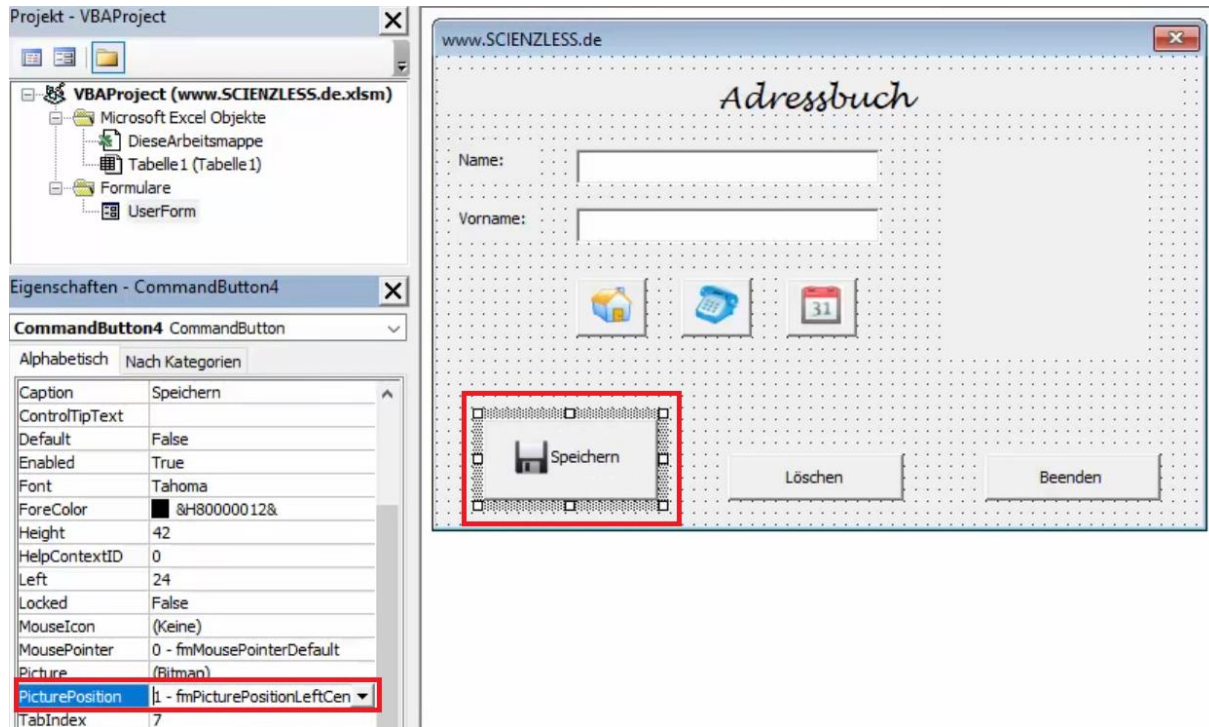 Projekt - VBAProject
VBAProject (www.SCIENZLESS.de.xlsm)
Microsoft Excel Objekte
DieseArbeitsmappe
Tabelle1 (Tabelle1)
Formulare
UserForm
Eigenschaften - CommandButton4
CommandButton4 CommandButton
Alphabetisch Nach Kategorien
Caption Speichern
ControlTipText
Default False
Enabled True
Font Tahoma
ForeColor &H80000012&
Height 42
HelpContextID 0
Left 24
Locked False
MouseIcon (Keine)
MousePointer 0 - fmMousePointerDefault
Picture (Bitmap)
PicturePosition 1 - fmPicturePositionLeftCen
TabIndex 7
www.SCIENZLESS.de
Adressbuch
Name:
Vorname:
31
Speichern
Löschen
Beenden